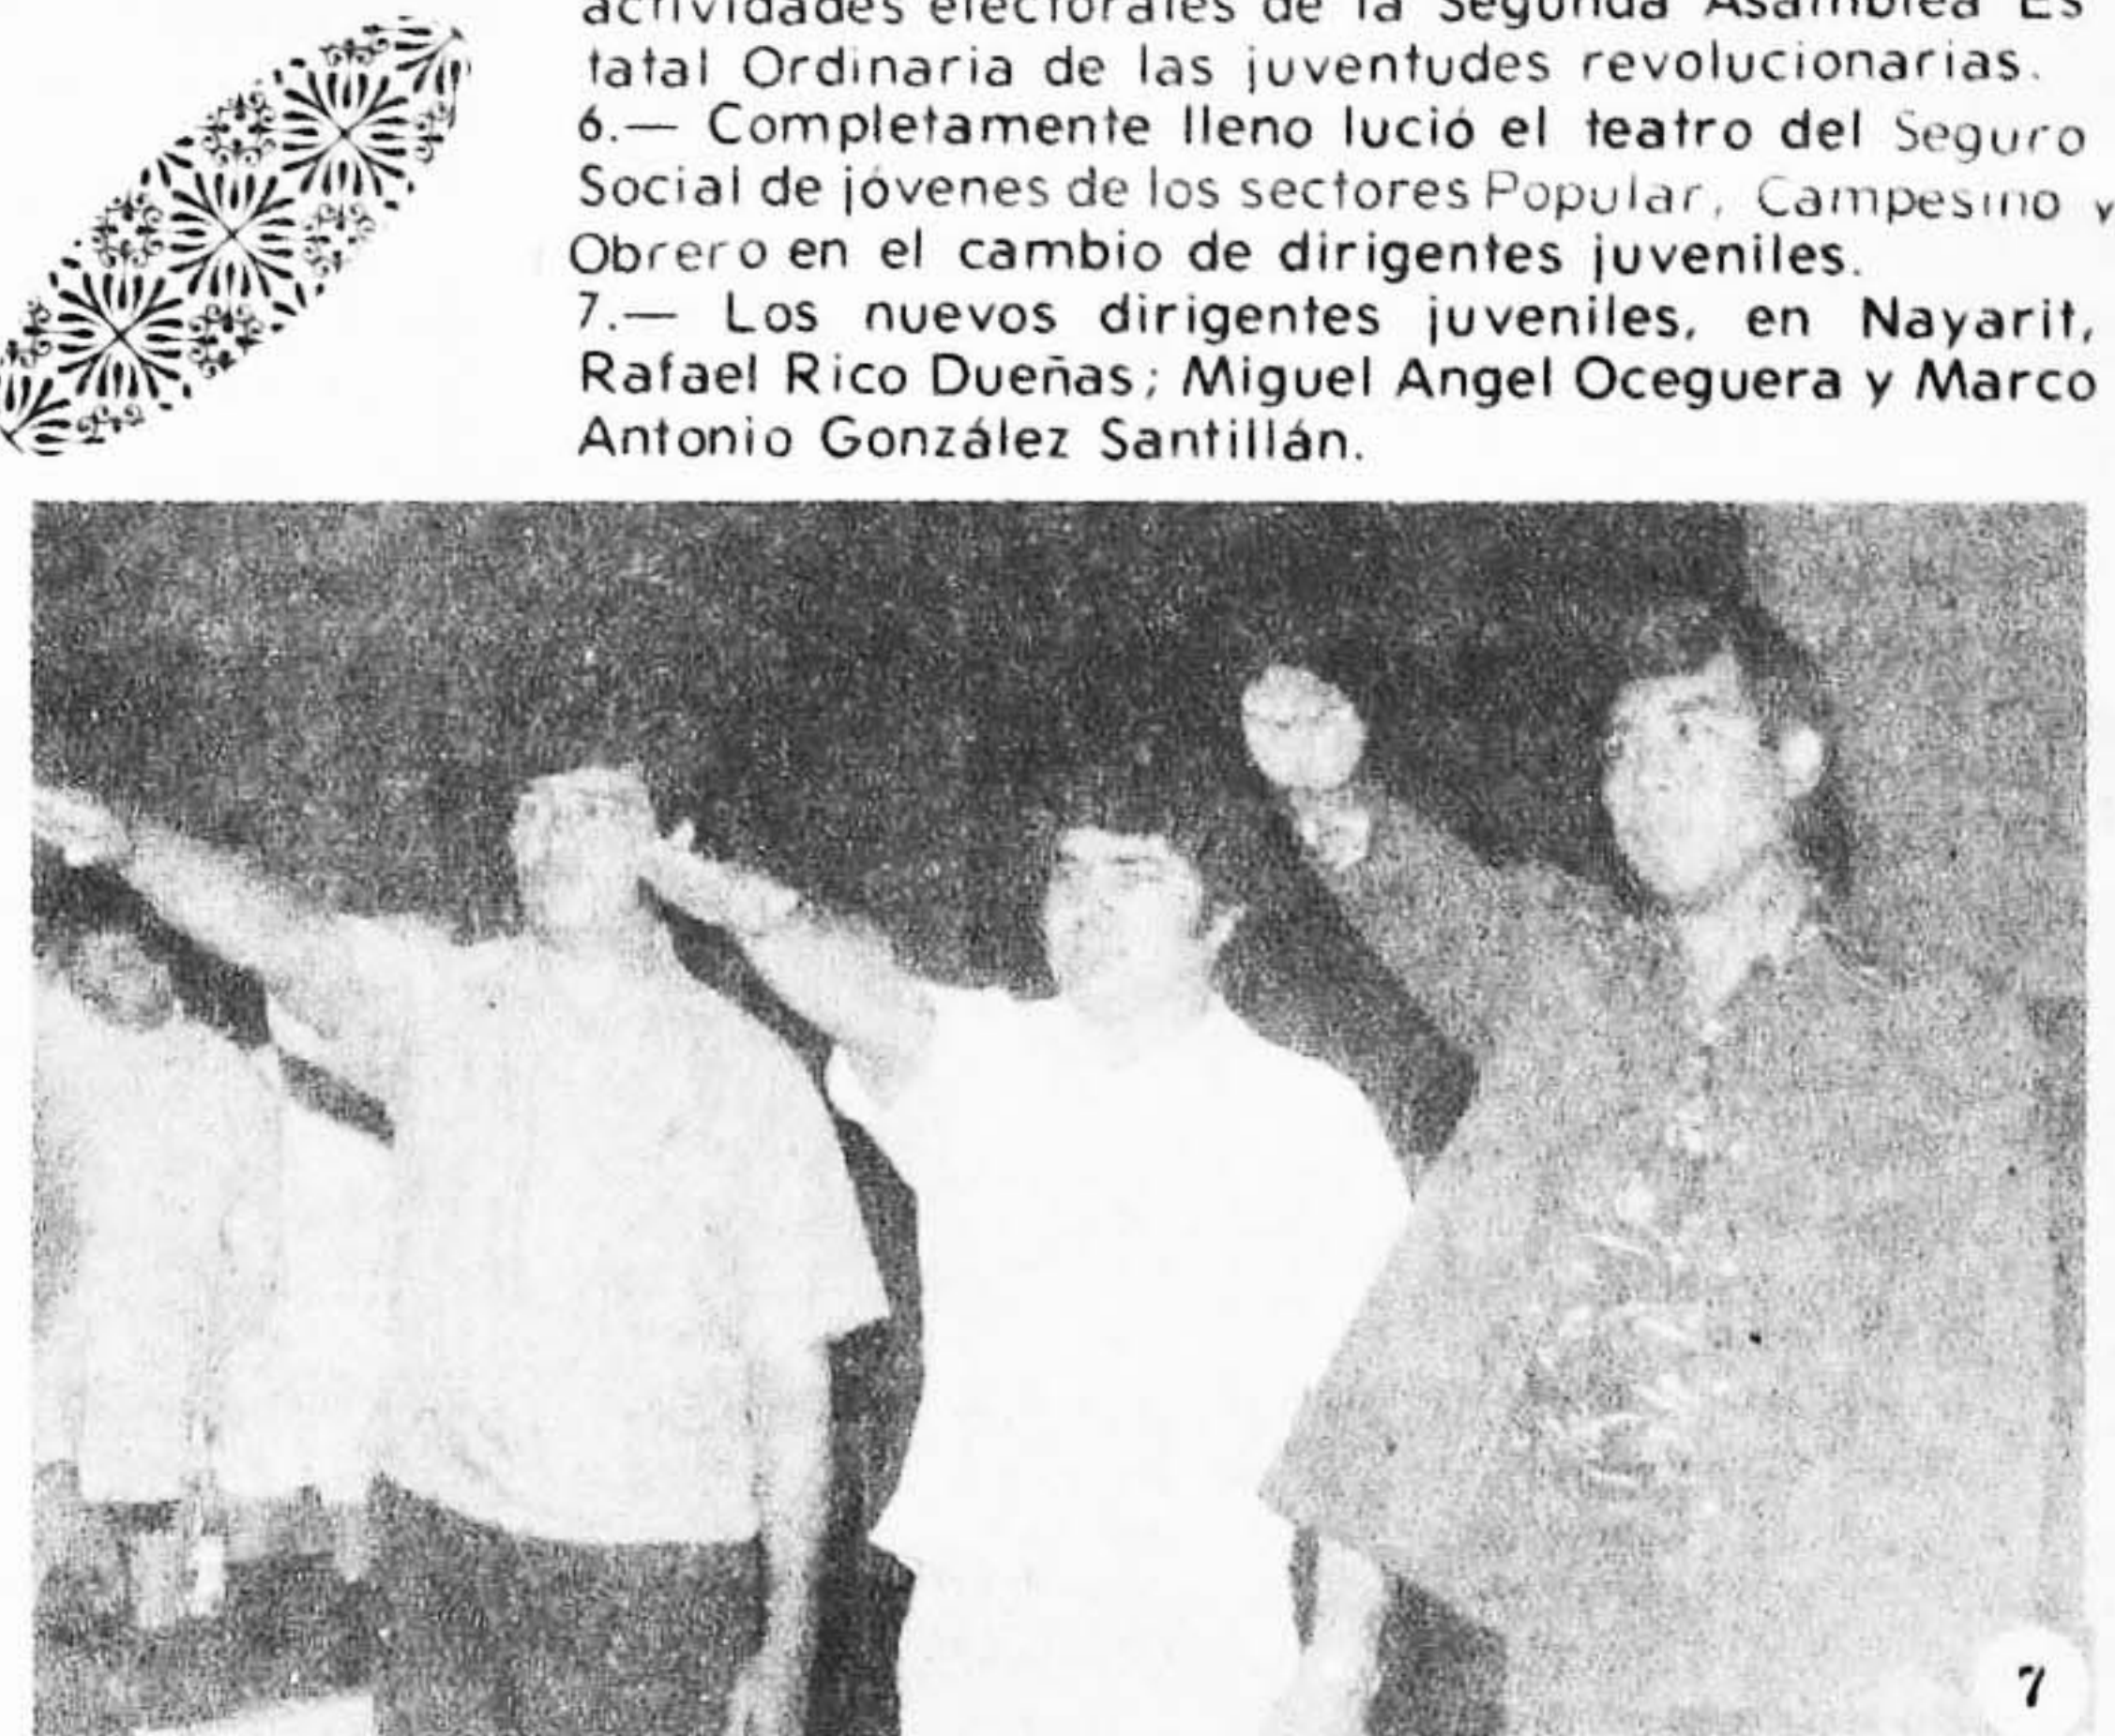 actividades electorales de la Segunda Asamblea Es
tatal Ordinaria de las juventudes revolucionarias.
6.— Completamente lleno lució el teatro del Seguro
Social de jóvenes de los sectores Popular, Campesino y
Obrero en el cambio de dirigentes juveniles.
7.— Los nuevos dirigentes juveniles, en Nayarit,
Rafael Rico Dueñas; Miguel Angel Oceguera y Marco
Antonio González Santillán.
7